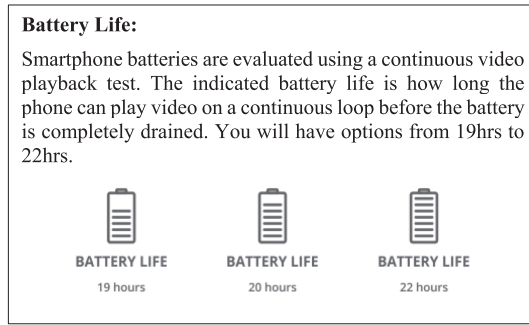 Battery Life:
Smartphone batteries are evaluated using a continuous video
playback test. The indicated battery life is how long the
phone can play video on a continuous loop before the battery
is completely drained. You will have options from 19hrs to
22hrs.
BATTERY LIFE BATTERY LIFE BATTERY LIFE
19 hours 20 hours 22 hours